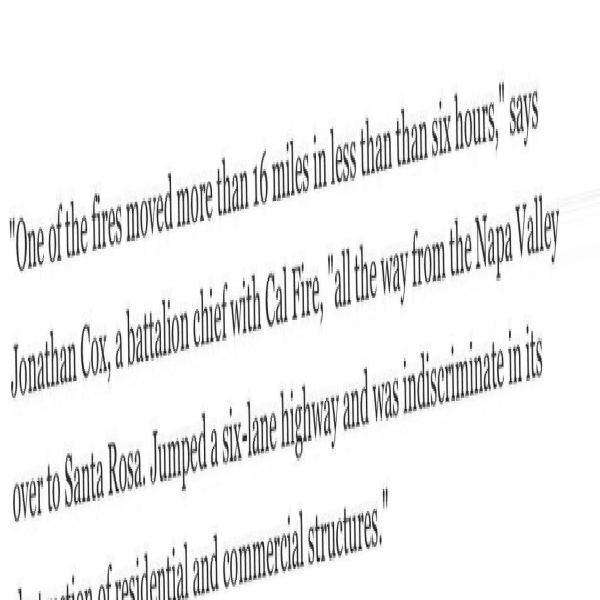 "One of the fires moved more than 16 miles in less than than six hours," says
Jonathan Cox, a battalion chief with Cal Fire, "all the way from the Napa Valley
over to Santa Rosa. Jumped a six-lane highway and was indiscriminate in its
of residential and commercial structures."